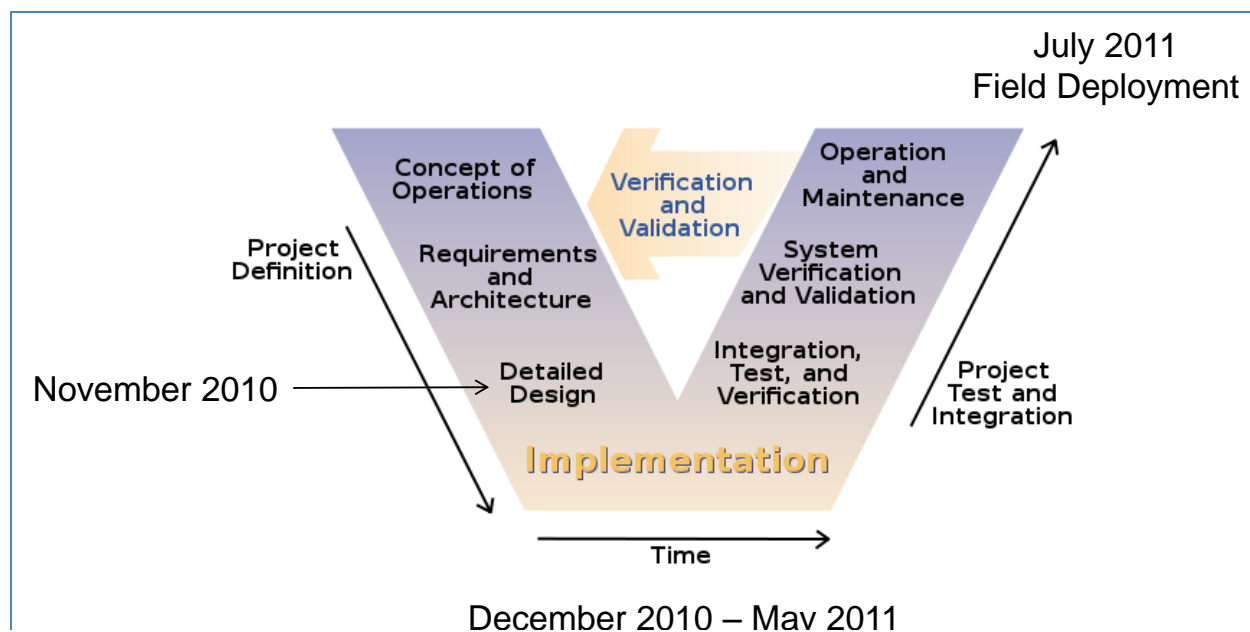 July 2011
Field Deployment
Concept of
Operations
Verification
and
Validation
Operation
and
Maintenance
Project
Definition
Requirements
and
Architecture
System
Verification
and Validation
November 2010
Detailed
Design
Integration,
Test, and
Verification
Project
Test and
Integration
Implementation
Time
December 2010 – May 2011